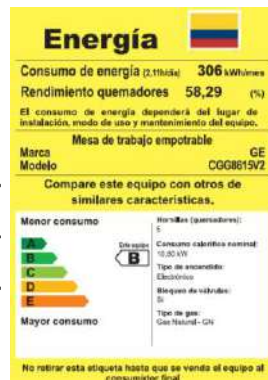 Energía
Consumo de energía (2,11h/día) 306 kWh/mes
Rendimiento quemadores 58,29 (%)
El consumo de energía dependerá del lugar de
instalación, modo de uso y mantenimiento del equipo.
Mesa de trabajo empotrable
Marca GE
Modelo CGG8615V2
Compare este equipo con otros de
similares características.
Menor consumo
A
B
C
D
E
Mayor consumo
Este equipo
B
Hornillas (quemadores):
5
Consumo calorífico nominal:
10,80 kW
Tipo de encendido:
Electrónico
Bloqueo de válvulas:
Si
Tipo de gas:
Gas Natural - GN
No retirar esta etiqueta hasta que se venda el equipo al
consumidor final